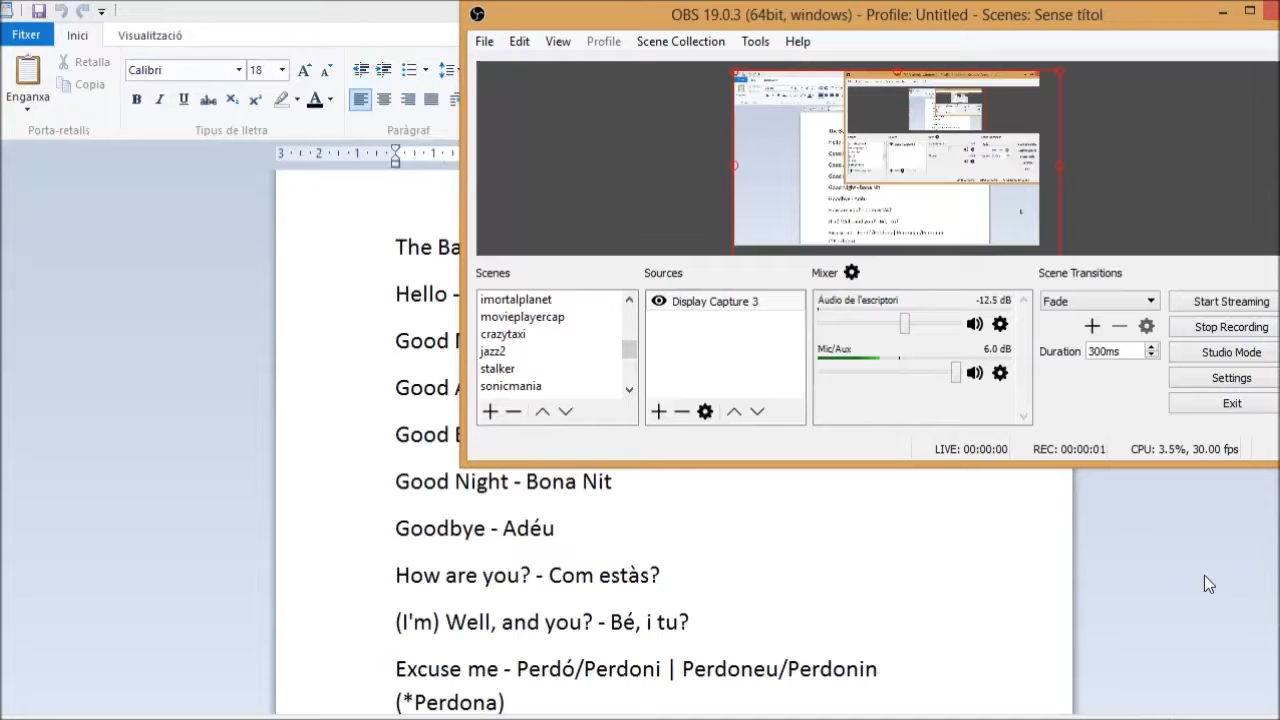 OBS 19.0.3 (64bit, windows) - Profile: Untitled - Scenes: Sense títol
Fitxer
Inici
Visualització
File Edit View Profile Scene Collection Tools Help
Enganxa
Retalla
Copia
Calibri
18
Porta-retalls
Tipus de lletra
Paràgraf
3 2 1 1
Scenes
imortalplanet
movieplayercap
crazytaxi
jazz2
stalker
sonicmania
Sources
Display Capture 3
Mixer
Àudio de l'escriptori -12.5 dB
Mic/Aux 6.0 dB
Scene Transitions
Fade
Duration 300ms
Start Streaming
Stop Recording
Studio Mode
Settings
Exit
LIVE: 00:00:00 REC: 00:00:01 CPU: 3.5%, 30.00 fps
The Ba
Hello -
Good
Good A
Good
Good Night - Bona Nit
Goodbye - Adéu
How are you? - Com estàs?
(I'm) Well, and you? - Bé, i tu?
Excuse me - Perdó/Perdoni | Perdoneu/Perdonin
(*Perdona)